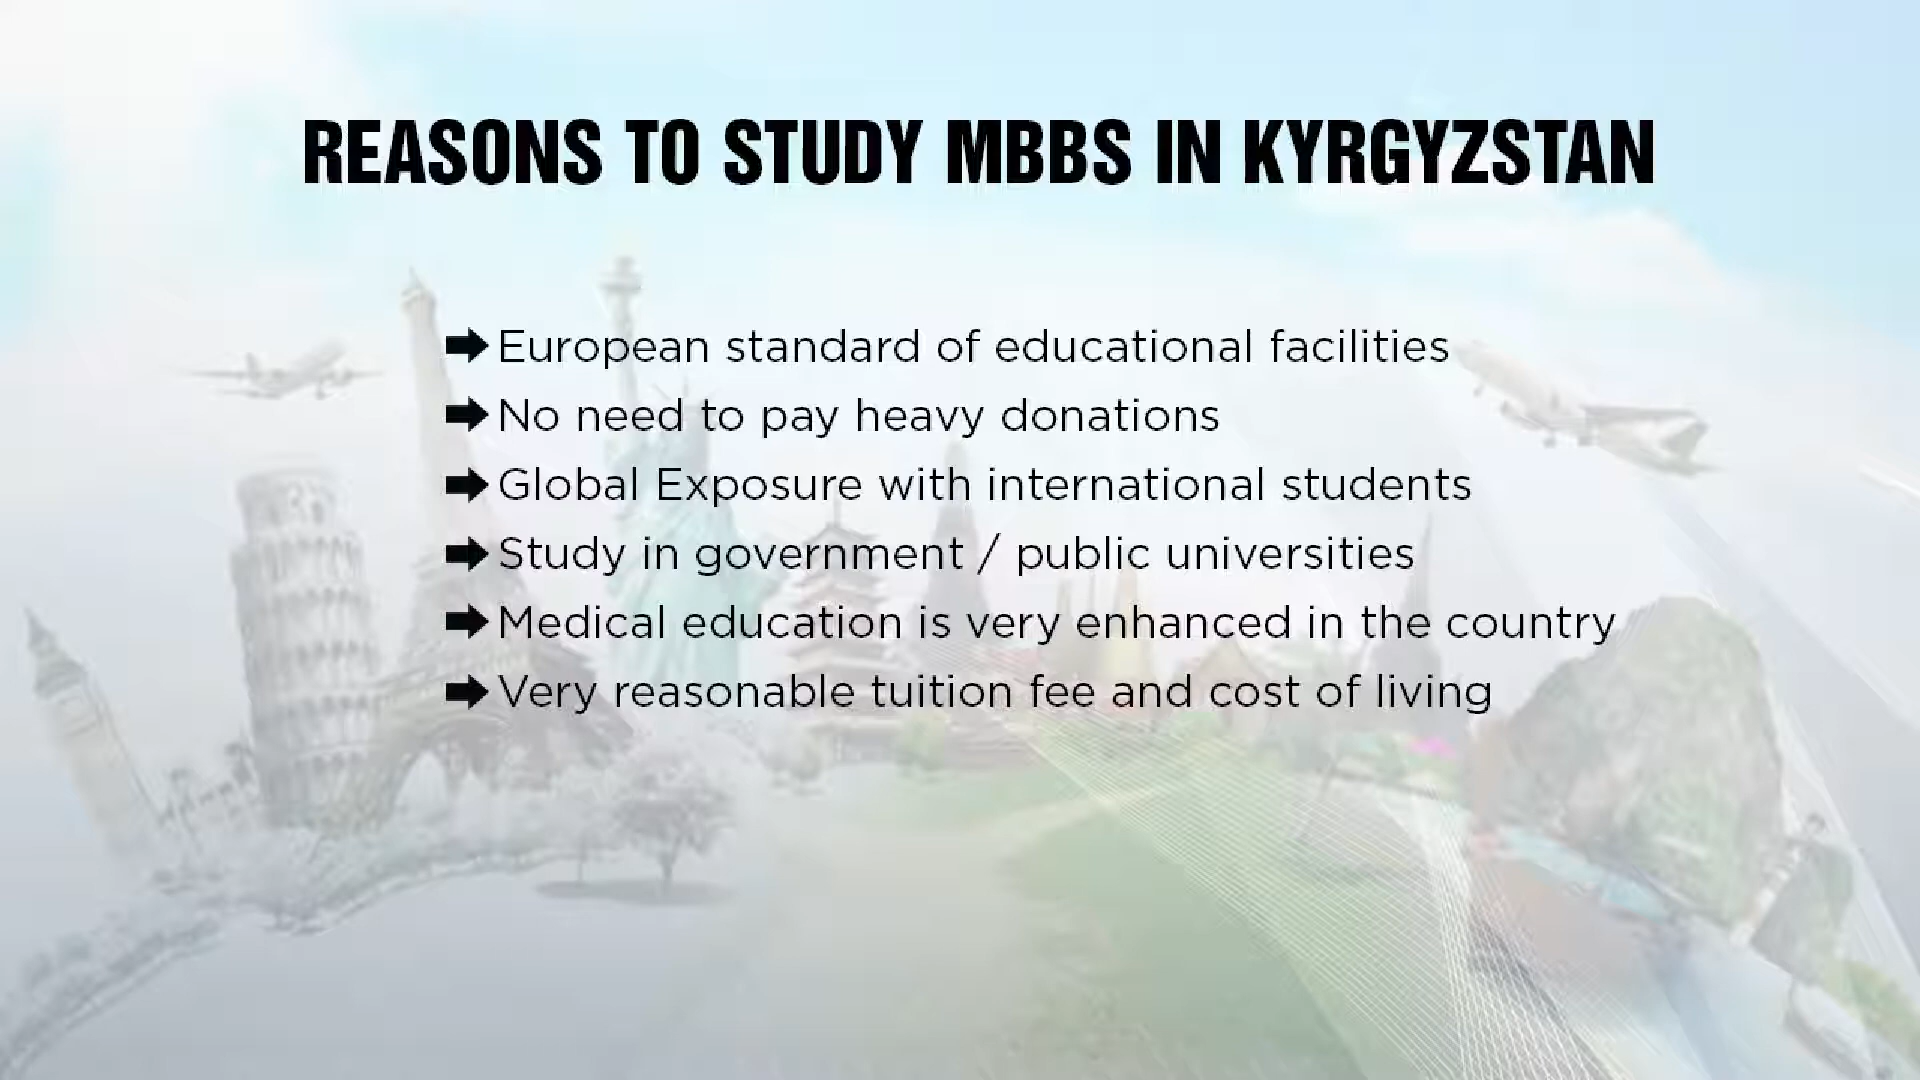 REASONS TO STUDY MBBS IN KYRGYZSTAN
European standard of educational facilities
No need to pay heavy donations
Global Exposure with international students
Study in government / public universities
Medical education is very enhanced in the country
Very reasonable tuition fee and cost of living